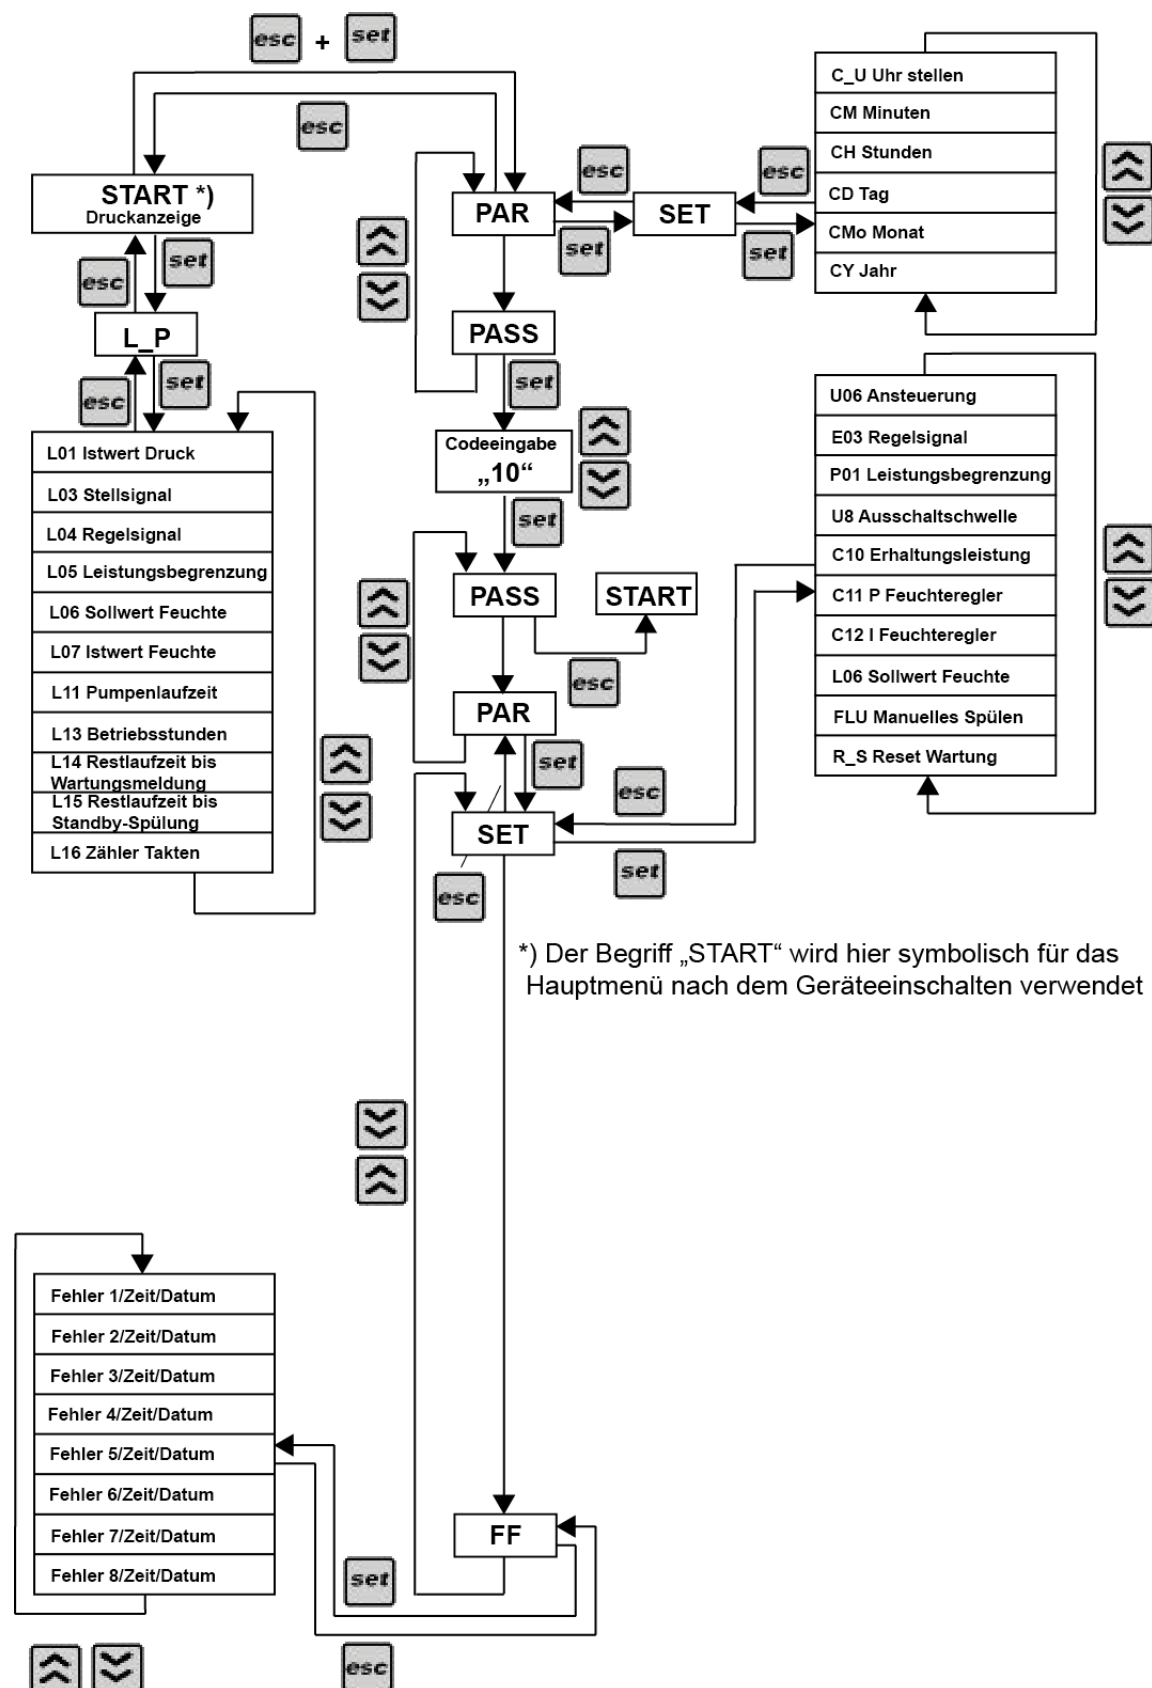 esc + set
esc
START *)
Druckanzeige
esc
set
L_P
esc
set
L01 Istwert Druck
L03 Stellsignal
L04 Regelsignal
L05 Leistungsbegrenzung
L06 Sollwert Feuchte
L07 Istwert Feuchte
L11 Pumpenlaufzeit
L13 Betriebsstunden
L14 Restlaufzeit bis
Wartungsmeldung
L15 Restlaufzeit bis
Standby-Spülung
L16 Zähler Takten
PAR
esc
set
SET
esc
set
C_U Uhr stellen
CM Minuten
CH Stunden
CD Tag
CMo Monat
CY Jahr
PASS
set
Codeeingabe
„10“
set
PASS
START
esc
PAR
set
SET
esc
esc
set
U06 Ansteuerung
E03 Regelsignal
P01 Leistungsbegrenzung
U8 Ausschaltschwelle
C10 Erhaltungsleistung
C11 P Feuchteregler
C12 I Feuchteregler
L06 Sollwert Feuchte
FLU Manuelles Spülen
R_S Reset Wartung
*) Der Begriff „START“ wird hier symbolisch für das
Hauptmenü nach dem Geräteeinschalten verwendet
Fehler 1/Zeit/Datum
Fehler 2/Zeit/Datum
Fehler 3/Zeit/Datum
Fehler 4/Zeit/Datum
Fehler 5/Zeit/Datum
Fehler 6/Zeit/Datum
Fehler 7/Zeit/Datum
Fehler 8/Zeit/Datum
FF
set
esc